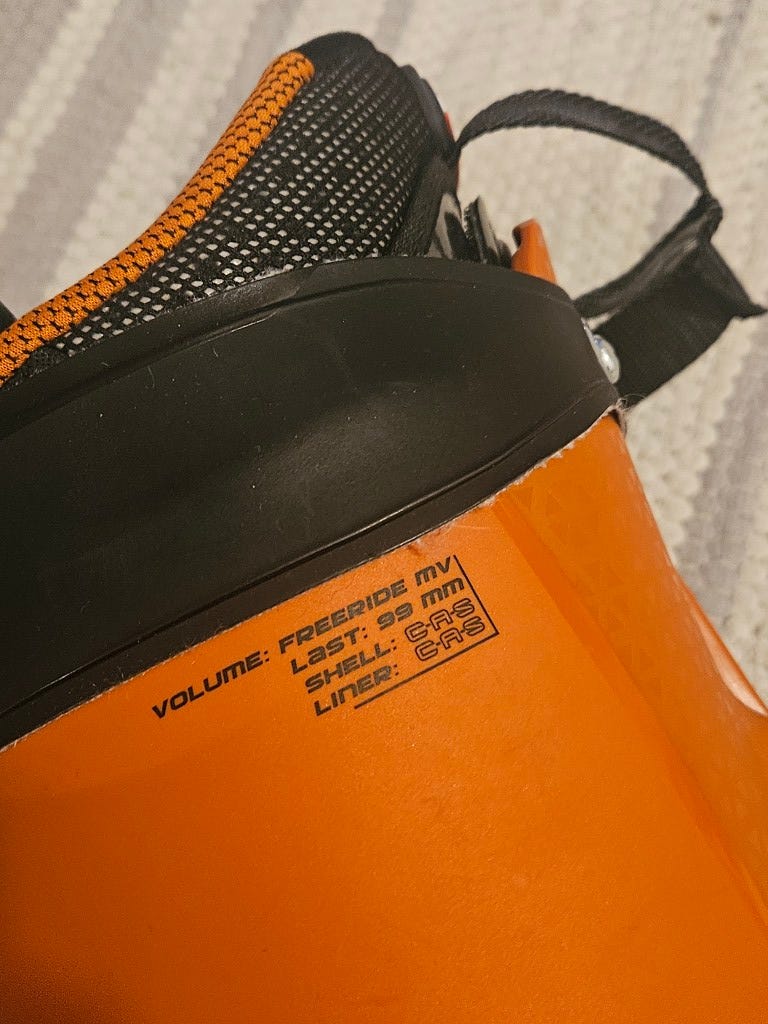 VOLUME: FREERIDE MV
LAST: 99 MM
SHELL: C·A·S
LINER: C·A·S